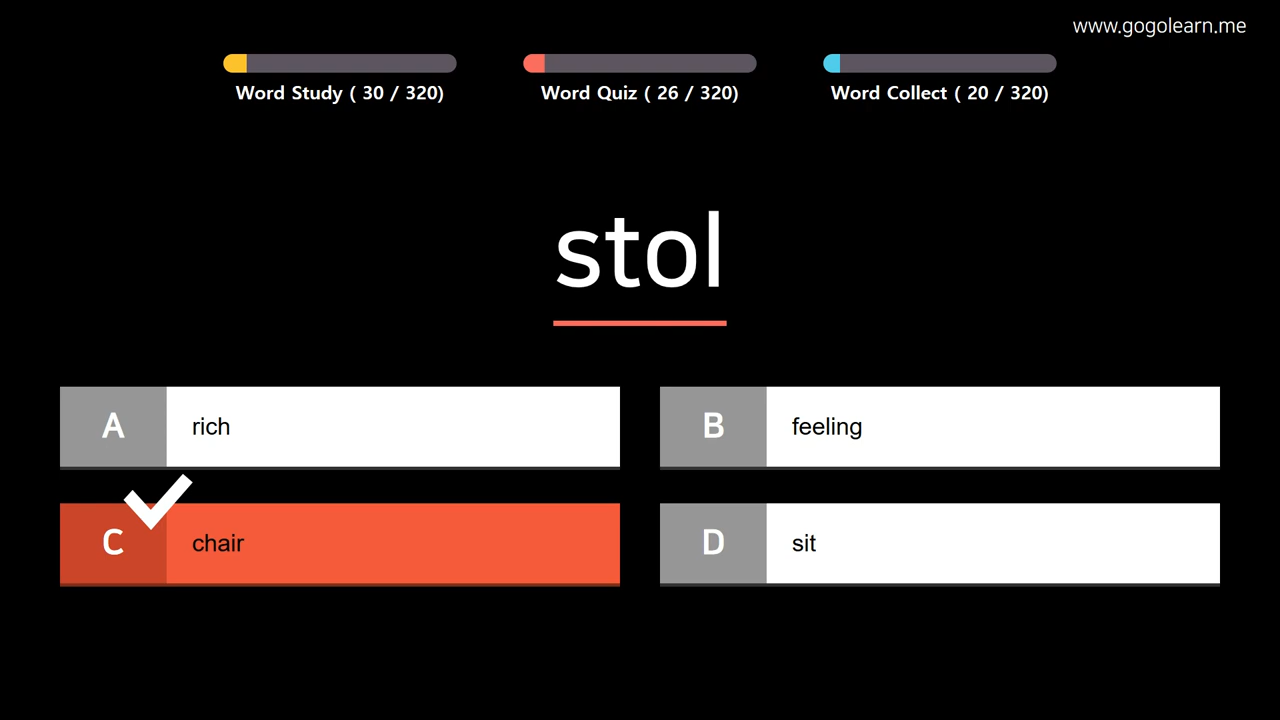 www.gogolearn.me
Word Study ( 30 / 320)
Word Quiz ( 26 / 320)
Word Collect ( 20 / 320)
stol
A rich
B feeling
C chair
D sit